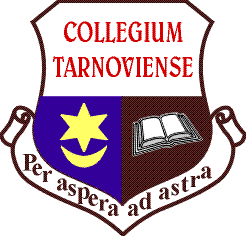 COLLEGIUM
TARNOVIENSE
Per aspera ad astra